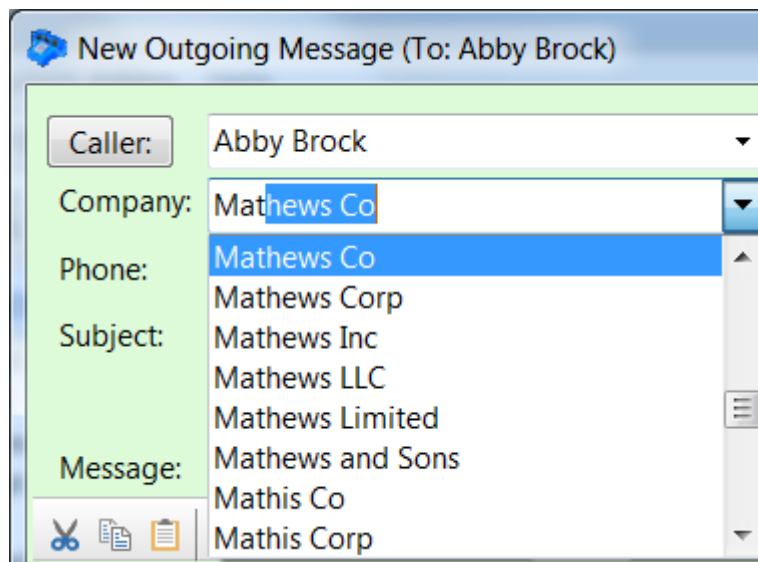 New Outgoing Message (To: Abby Brock)
Caller: Abby Brock
Company: Mathews Co
Mathews Co
Phone:
Mathews Corp
Subject: Mathews Inc
Mathews LLC
Mathews Limited
Message: Mathews and Sons
Mathis Co
Mathis Corp